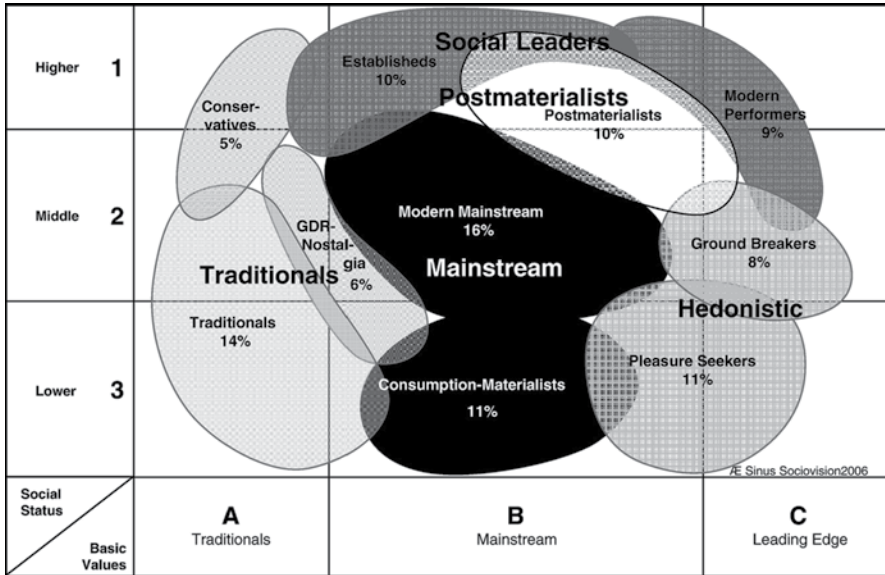 Higher 1
Social Leaders
Establisheds
10%
Postmaterialists
Postmaterialists
10%
Modern
Performers
9%
Conser-
vatives
5%
Middle 2
Modern Mainstream
16%
GDR-
Nostal-
gia
6%
Ground Breakers
8%
Traditionals
Mainstream
Hedonistic
Traditionals
14%
Lower 3
Consumption-Materialists
11%
Pleasure Seekers
11%
Æ Sinus Sociovision2006
Social
Status
Basic
Values
A
Traditionals
B
Mainstream
C
Leading Edge